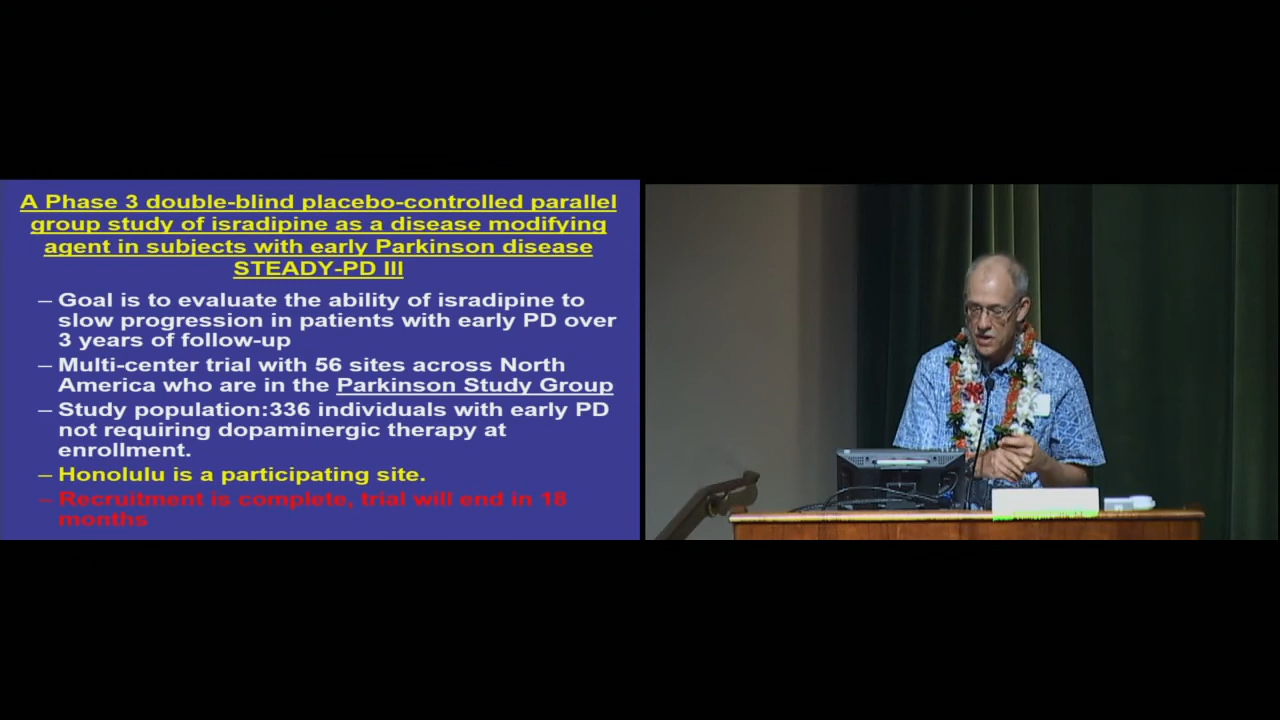 A Phase 3 double-blind placebo-controlled parallel
group study of isradipine as a disease modifying
agent in subjects with early Parkinson disease
STEADY-PD III
– Goal is to evaluate the ability of isradipine to
slow progression in patients with early PD over
3 years of follow-up
– Multi-center trial with 56 sites across North
America who are in the Parkinson Study Group
– Study population:336 individuals with early PD
not requiring dopaminergic therapy at
enrollment.
– Honolulu is a participating site.
– Recruitment is complete, trial will end in 18
months